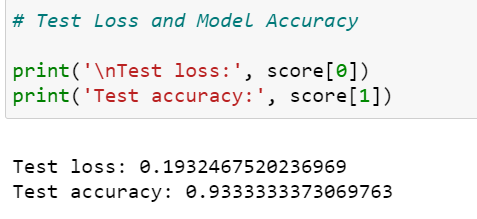 # Test Loss and Model Accuracy
print('\nTest loss:', score[0])
print('Test accuracy:', score[1])
Test loss: 0.1932467520236969
Test accuracy: 0.9333333373069763